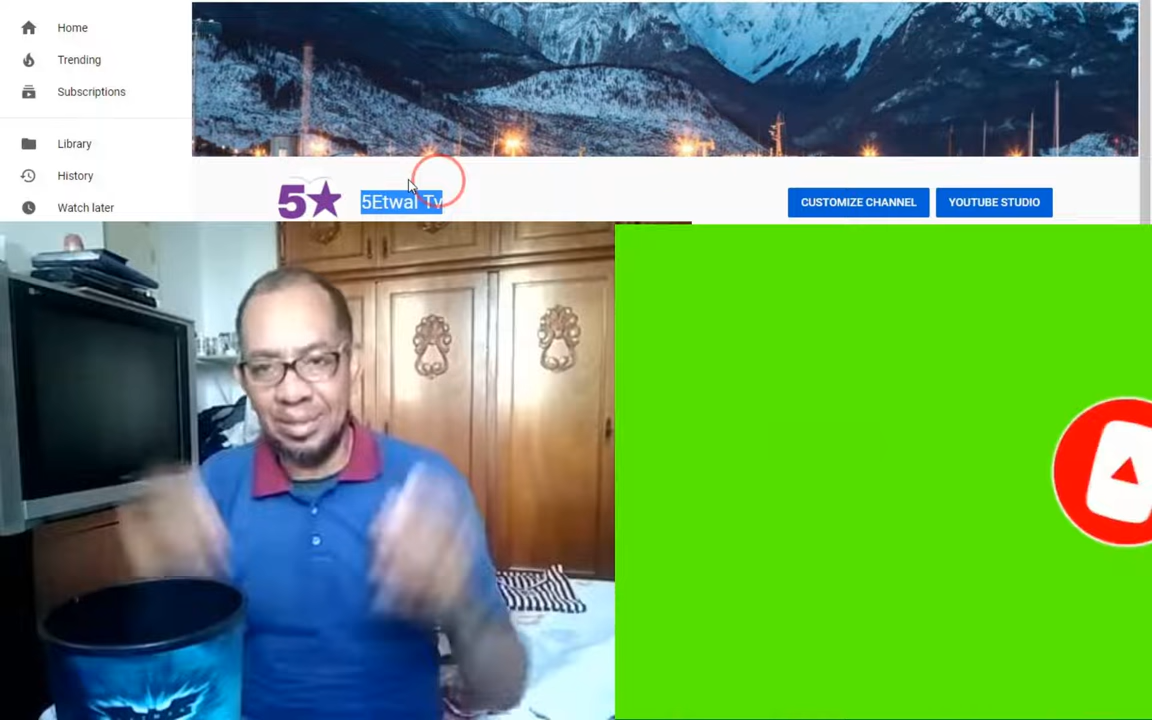 Home
Trending
Subscriptions
Library
History
Watch later
5
5Etwal Tv
CUSTOMIZE CHANNEL
YOUTUBE STUDIO